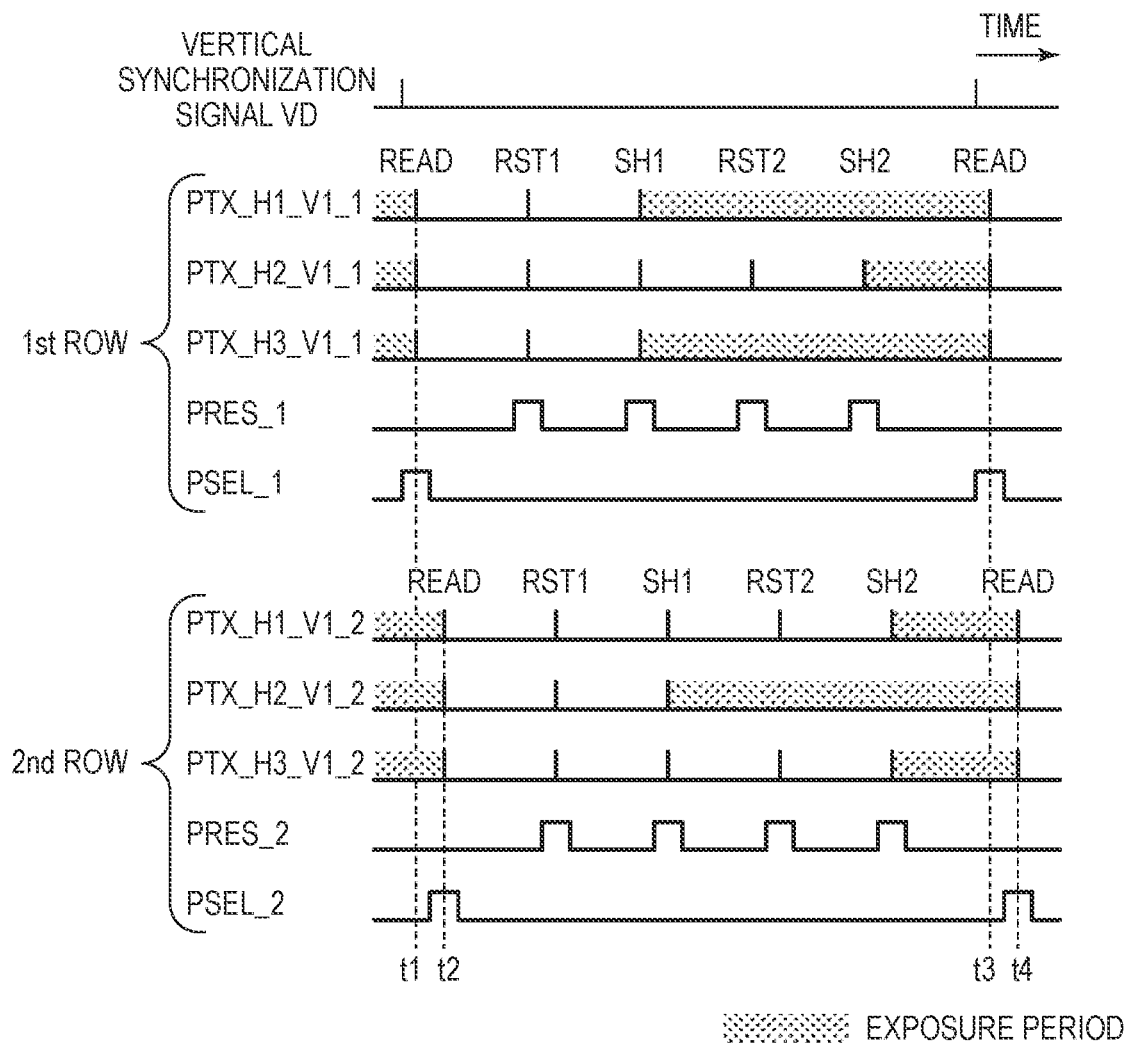 TIME
VERTICAL
SYNCHRONIZATION
SIGNAL VD
READ RST1 SH1 RST2 SH2 READ
PTX_H1_V1_1
PTX_H2_V1_1
1st ROW
PTX_H3_V1_1
PRES_1
PSEL_1
READ RST1 SH1 RST2 SH2 READ
PTX_H1_V1_2
PTX_H2_V1_2
2nd ROW
PTX_H3_V1_2
PRES_2
PSEL_2
t1 t2 t3 t4
EXPOSURE PERIOD